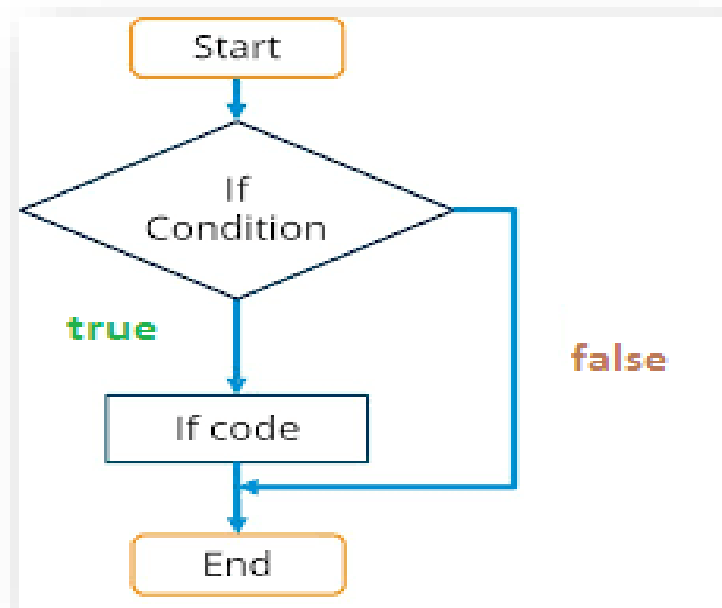 Start
If
Condition
true
false
If code
End